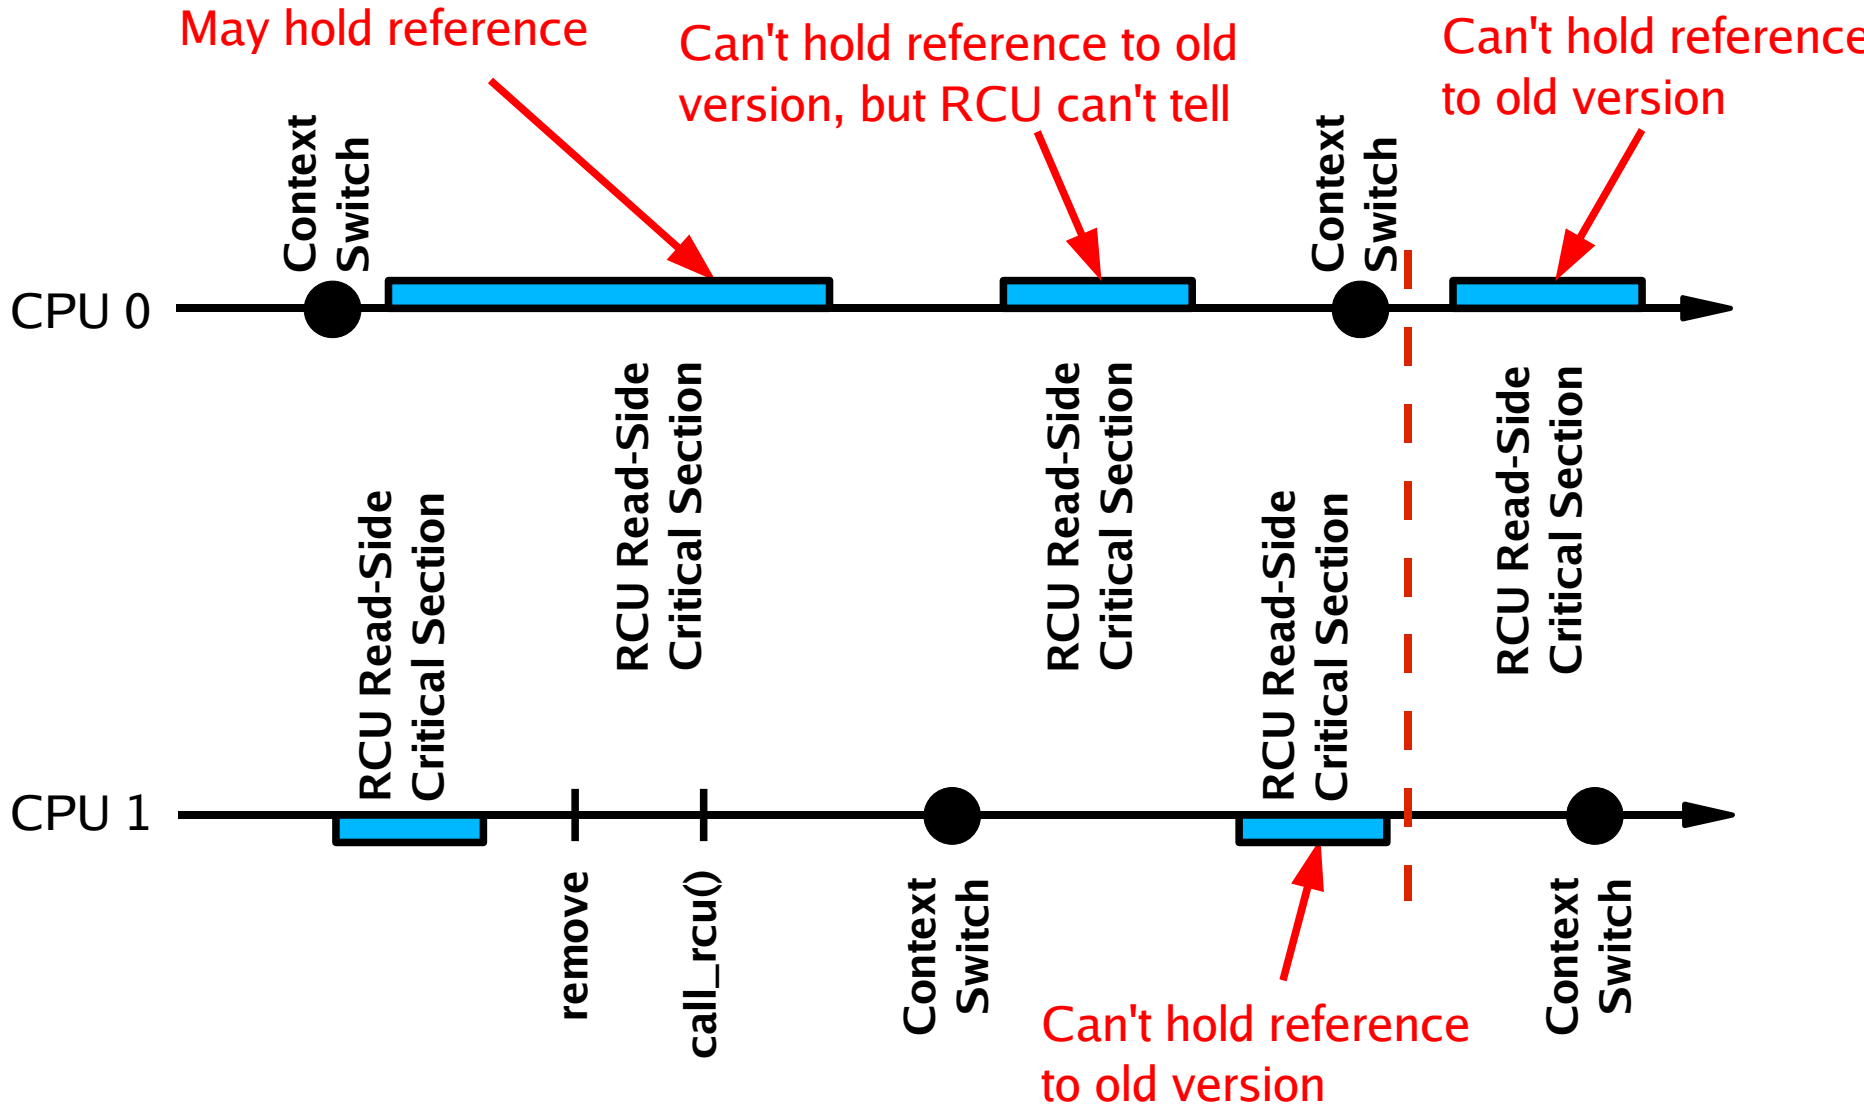 May hold reference
Can't hold reference to old
version, but RCU can't tell
Can't hold reference
to old version
Context
Switch
Context
Switch
CPU 0
RCU Read-Side
Critical Section
RCU Read-Side
Critical Section
RCU Read-Side
Critical Section
RCU Read-Side
Critical Section
RCU Read-Side
Critical Section
CPU 1
remove
call_rcu()
Context
Switch
Context
Switch
Can't hold reference
to old version